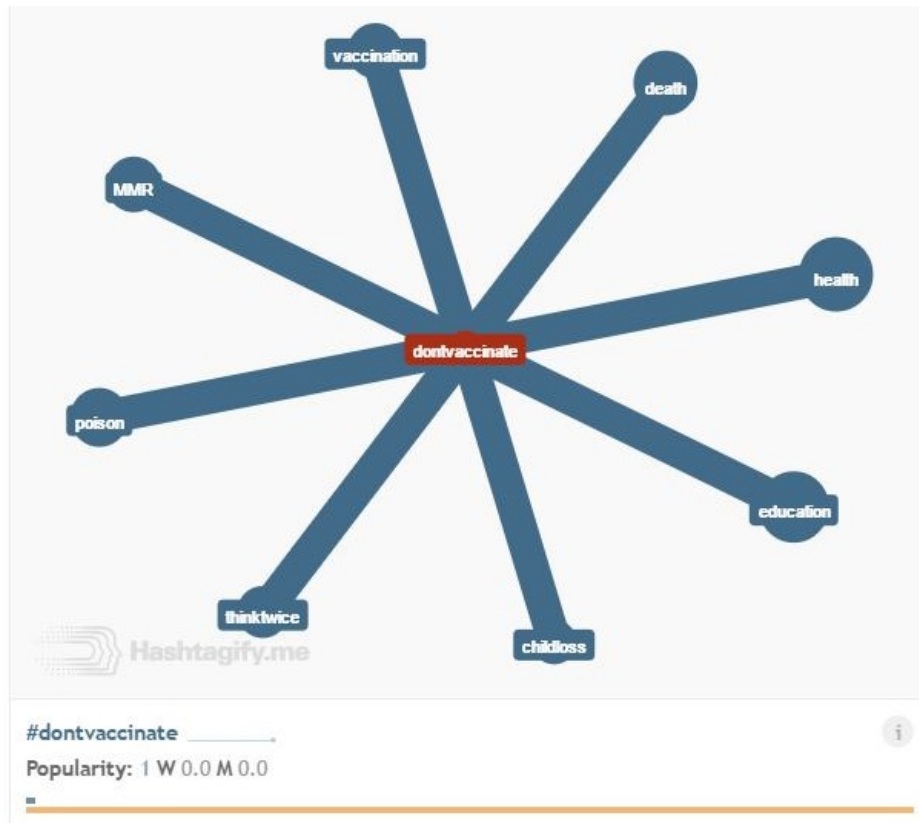 vaccination
death
MMR
health
dontvaccinate
poison
education
thinktwice
childloss
Hashtagify.me
#dontvaccinate
i
Popularity: 1 W 0.0 M 0.0